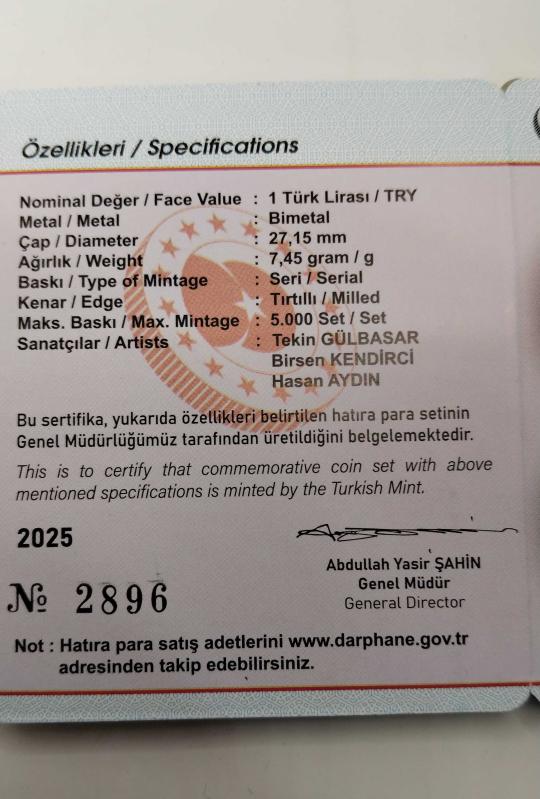 Özellikleri / Specifications
Nominal Değer / Face Value : 1 Türk Lirası / TRY
Metal / Metal : Bimetal
Çap / Diameter : 27,15 mm
Ağırlık / Weight : 7,45 gram / g
Baskı / Type of Mintage : Seri / Serial
Kenar / Edge : Tırtıllı / Milled
Maks. Baskı / Max. Mintage : 5.000 Set / Set
Sanatçılar / Artists : Tekin GÜLBASAR
Birsen KENDİRCİ
Hasan AYDIN
Bu sertifika, yukarıda özellikleri belirtilen hatıra para setinin
Genel Müdürlüğümüz tarafından üretildiğini belgelemektedir.
This is to certify that commemorative coin set with above
mentioned specifications is minted by the Turkish Mint.
2025
Abdullah Yasir ŞAHİN
Genel Müdür
General Director
№ 2896
Not : Hatıra para satış adetlerini www.darphane.gov.tr
adresinden takip edebilirsiniz.